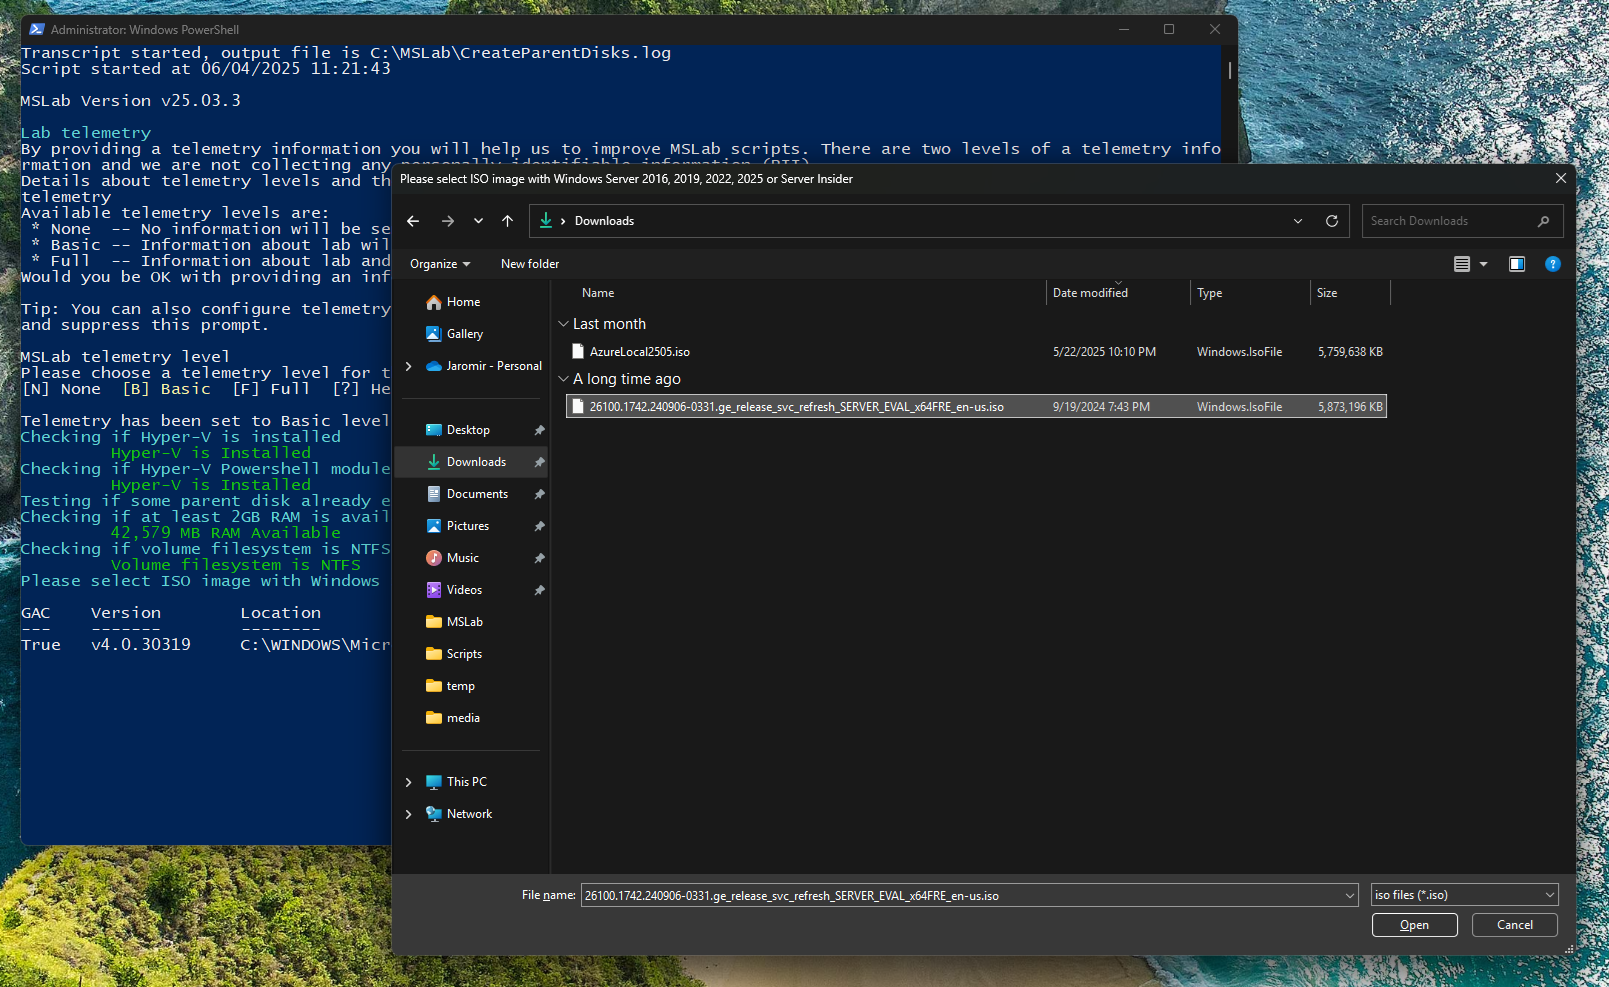 Administrator: Windows PowerShell
Transcript started, output file is C:\MSLab\CreateParentDisks.log
Script started at 06/04/2025 11:21:43
MSLab Version v25.03.3
Lab telemetry
By providing a telemetry information you will help us to improve MSLab scripts. There are two levels of a telemetry info
rmation and we are not collecting any personally identifiable information (PII)
Details about telemetry levels and th
telemetry
Available telemetry levels are:
* None -- No information will be se
* Basic -- Information about lab wil
* Full -- Information about lab and
Would you be OK with providing an inf
Tip: You can also configure telemetry
and suppress this prompt.
MSLab telemetry level
Please choose a telemetry level for t
[N] None [B] Basic [F] Full [?] He
Telemetry has been set to Basic level
Checking if Hyper-V is installed
Hyper-V is Installed
Checking if Hyper-V Powershell module
Hyper-V is Installed
Testing if some parent disk already e
Checking if at least 2GB RAM is avail
42,579 MB RAM Available
Checking if volume filesystem is NTFS
Volume filesystem is NTFS
Please select ISO image with Windows
GAC Version Location
--- ------- --------
True v4.0.30319 C:\WINDOWS\Micr
Please select ISO image with Windows Server 2016, 2019, 2022, 2025 or Server Insider
Downloads
Search Downloads
Organize New folder
Home
Gallery
Jaromir - Personal
Desktop
Downloads
Documents
Pictures
Music
Videos
MSLab
Scripts
temp
media
This PC
Network
Name Date modified Type Size
Last month
AzureLocal2505.iso 5/22/2025 10:10 PM Windows.IsoFile 5,759,638 KB
A long time ago
26100.1742.240906-0331.ge_release_svc_refresh_SERVER_EVAL_x64FRE_en-us.iso 9/19/2024 7:43 PM Windows.IsoFile 5,873,196 KB
File name: 26100.1742.240906-0331.ge_release_svc_refresh_SERVER_EVAL_x64FRE_en-us.iso iso files (*.iso)
Open Cancel